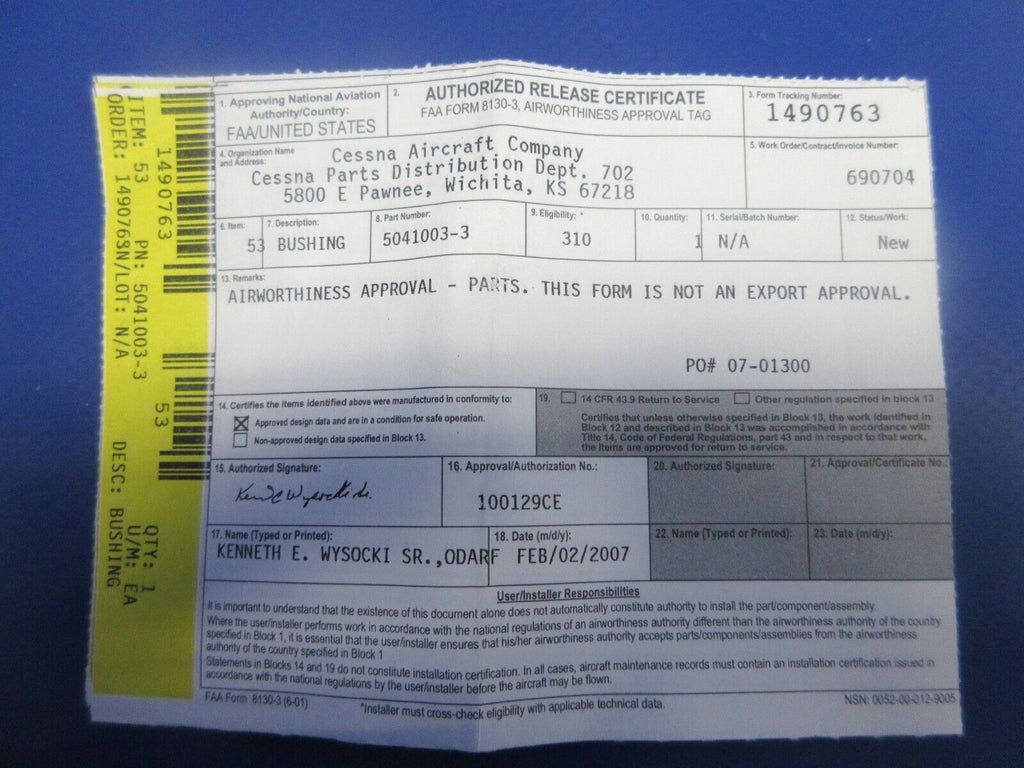 1. Approving National Aviation
Authority/Country:
FAA/UNITED STATES
2.
AUTHORIZED RELEASE CERTIFICATE
FAA FORM 8130-3, AIRWORTHINESS APPROVAL TAG
3. Form Tracking Number:
1490763
4. Organization Name
and Address:
Cessna Aircraft Company
Cessna Parts Distribution Dept. 702
5800 E Pawnee, Wichita, KS 67218
5. Work Order/Contract/Invoice Number:
690704
6. Item:
53
7. Description:
BUSHING
8. Part Number:
5041003-3
9. Eligibility: *
310
10. Quantity:
1
11. Serial/Batch Number:
N/A
12. Status/Work:
New
13. Remarks:
AIRWORTHINESS APPROVAL - PARTS. THIS FORM IS NOT AN EXPORT APPROVAL.
PO# 07-01300
14. Certifies the items identified above were manufactured in conformity to:
Approved design data and are in a condition for safe operation.
Non-approved design data specified in Block 13.
19. 14 CFR 43.9 Return to Service Other regulation specified in block 13
Certifies that unless otherwise specified in Block 13, the work identified in
Block 12 and described in Block 13 was accomplished in accordance with
Title 14, Code of Federal Regulations, part 43 and in respect to that work,
the items are approved for return to service.
15. Authorized Signature:
16. Approval/Authorization No.:
100129CE
20. Authorized Signature:
21. Approval/Certificate No.:
17. Name (Typed or Printed):
KENNETH E. WYSOCKI SR.,ODARF
18. Date (m/d/y):
FEB/02/2007
22. Name (Typed or Printed):
23. Date (m/d/y):
User/Installer Responsibilities
It is important to understand that the existence of this document alone does not automatically constitute authority to install the part/component/assembly.
Where the user/installer performs work in accordance with the national regulations of an airworthiness authority different than the airworthiness authority of the country
specified in Block 1, it is essential that the user/installer ensures that his/her airworthiness authority accepts parts/components/assemblies from the airworthiness
authority of the country specified in Block 1
Statements in Blocks 14 and 19 do not constitute installation certification. In all cases, aircraft maintenance records must contain an installation certification issued in
accordance with the national regulations by the user/installer before the aircraft may be flown.
FAA Form 8130-3 (6-01)
*Installer must cross-check eligibility with applicable technical data.
NSN: 0052-00-012-9005
1490763
53
ITEM: 53 PN: 5041003-3 QTY: 1
U/M: EA
ORDER: 1490763SN/LOT: N/A DESC: BUSHING